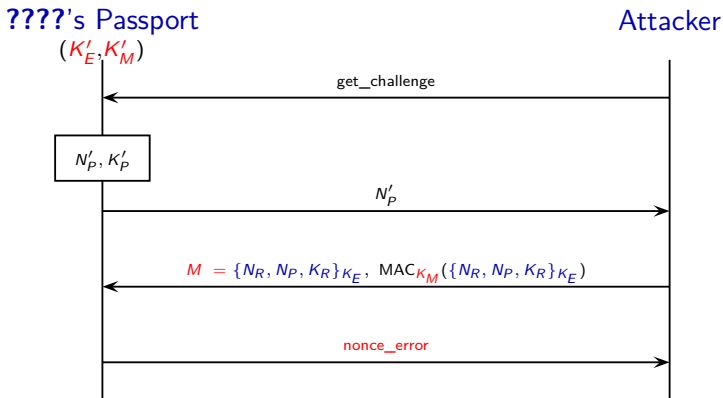 ????'s Passport
Attacker
(K′_E,K′_M)
get_challenge
N′_P, K′_P
N′_P
M = {N_R, N_P, K_R}_{K_E}, MAC_{K_M}({N_R, N_P, K_R}_{K_E})
nonce_error